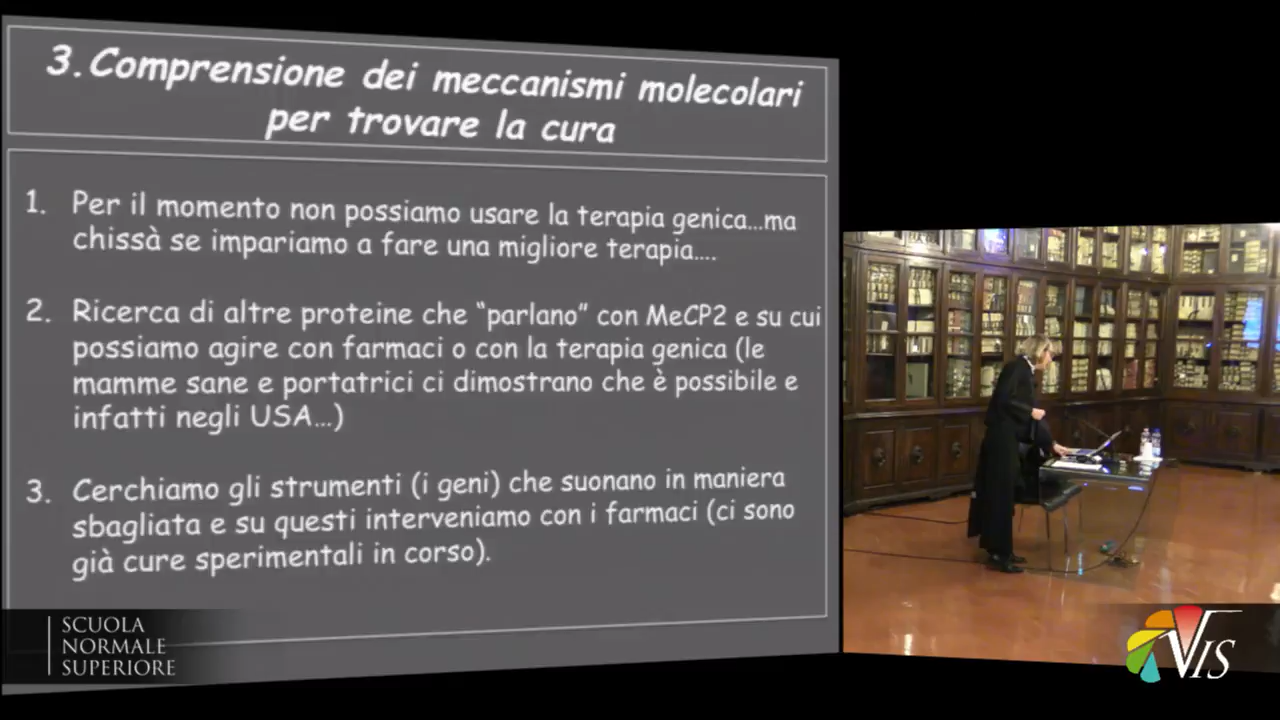 3. Comprensione dei meccanismi molecolari
per trovare la cura
1. Per il momento non possiamo usare la terapia genica...ma
chissà se impariamo a fare una migliore terapia....
2. Ricerca di altre proteine che “parlano” con MeCP2 e su cui
possiamo agire con farmaci o con la terapia genica (le
mamme sane e portatrici ci dimostrano che è possibile e
infatti negli USA...)
3. Cerchiamo gli strumenti (i geni) che suonano in maniera
sbagliata e su questi interveniamo con i farmaci (ci sono
già cure sperimentali in corso).
SCUOLA
NORMALE
SUPERIORE
VIS